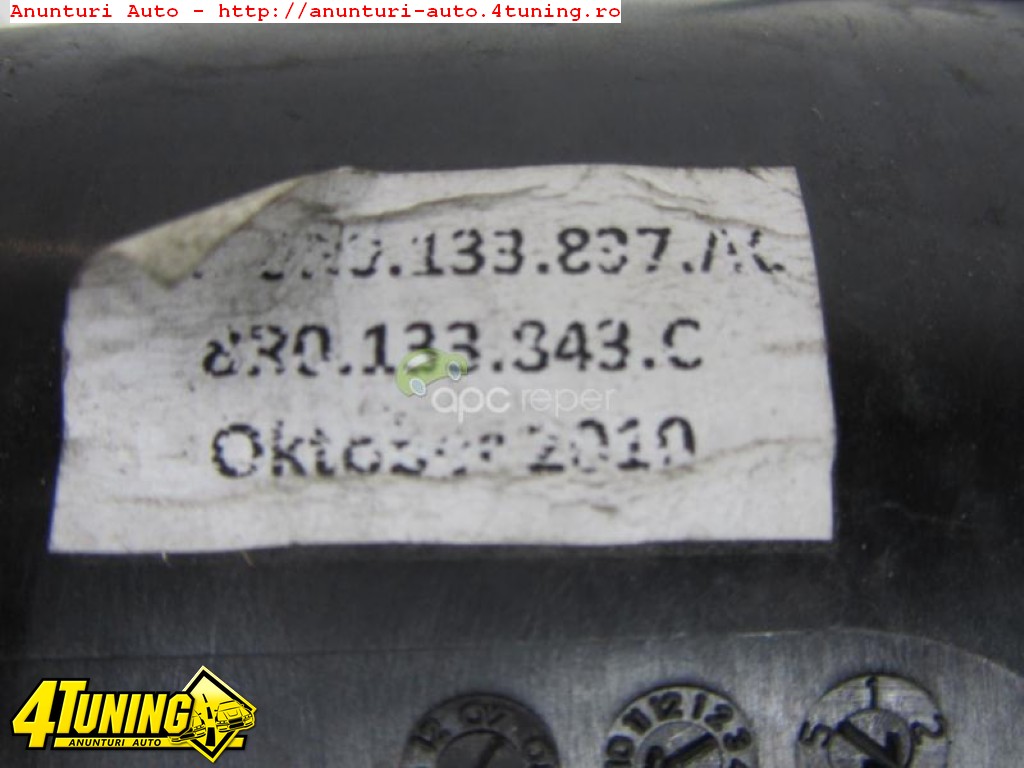 Anunturi Auto - http://anunturi-auto.4tuning.ro
8R0.133.837.AC
8R0.133.343.C
apc reper
Oktober 2010
4TUNING
ANUNTURI AUTO